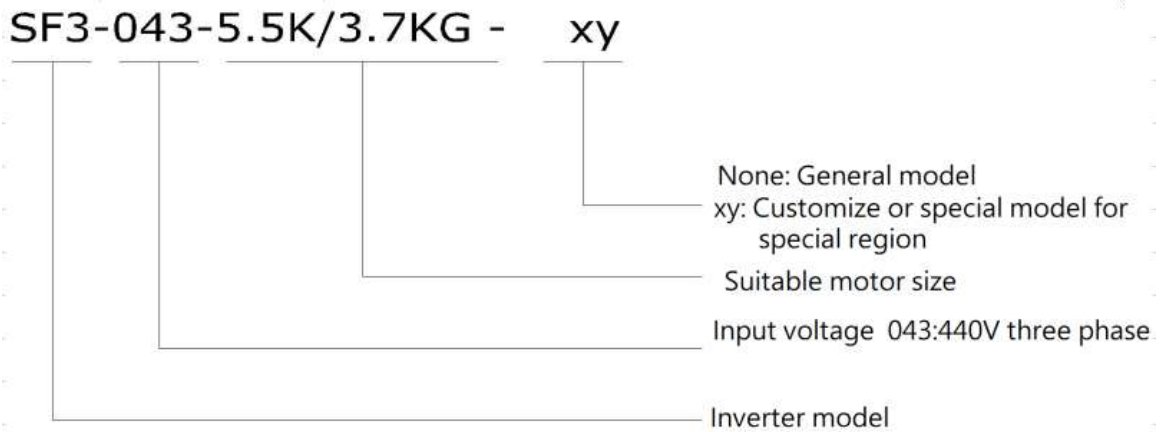 SF3-043-5.5K/3.7KG - xy
None: General model
xy: Customize or special model for
special region
Suitable motor size
Input voltage 043:440V three phase
Inverter model